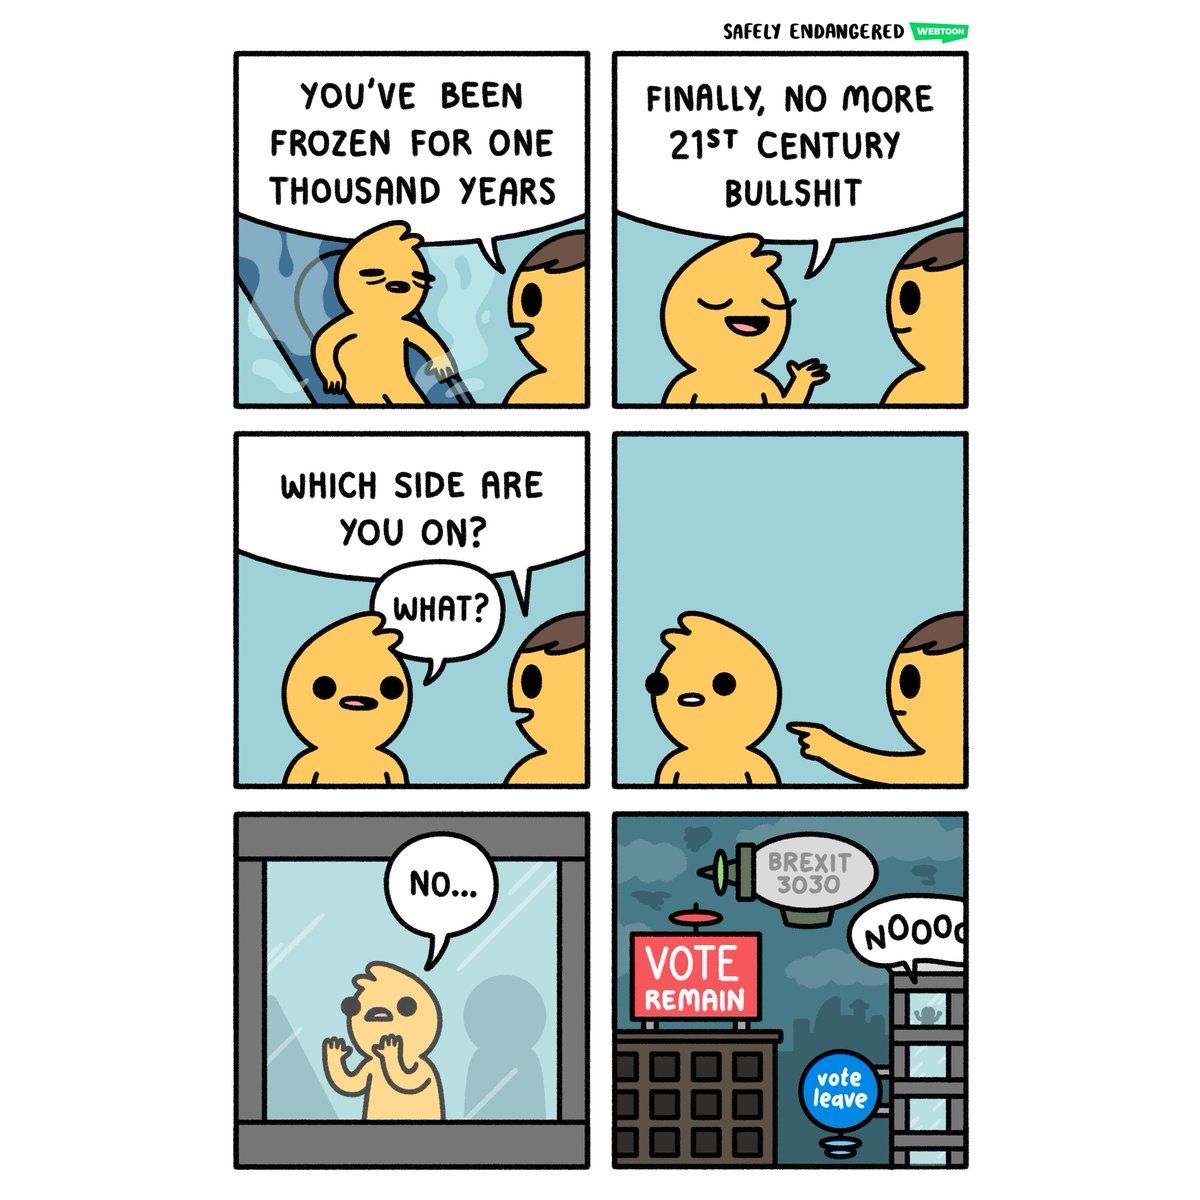 SAFELY ENDANGERED WEBTOON
YOU'VE BEEN
FROZEN FOR ONE
THOUSAND YEARS
FINALLY, NO MORE
21ST CENTURY
BULLSHIT
WHICH SIDE ARE
YOU ON?
WHAT?
NO...
BREXIT
3030
NOOOO
VOTE
REMAIN
vote
leave